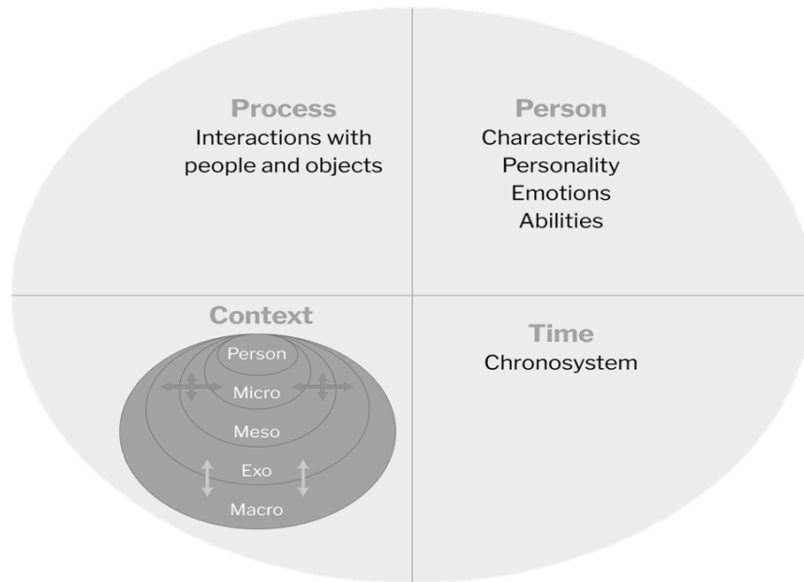 Process
Interactions with
people and objects
Person
Characteristics
Personality
Emotions
Abilities
Context
Person
Micro
Meso
Exo
Macro
Time
Chronosystem